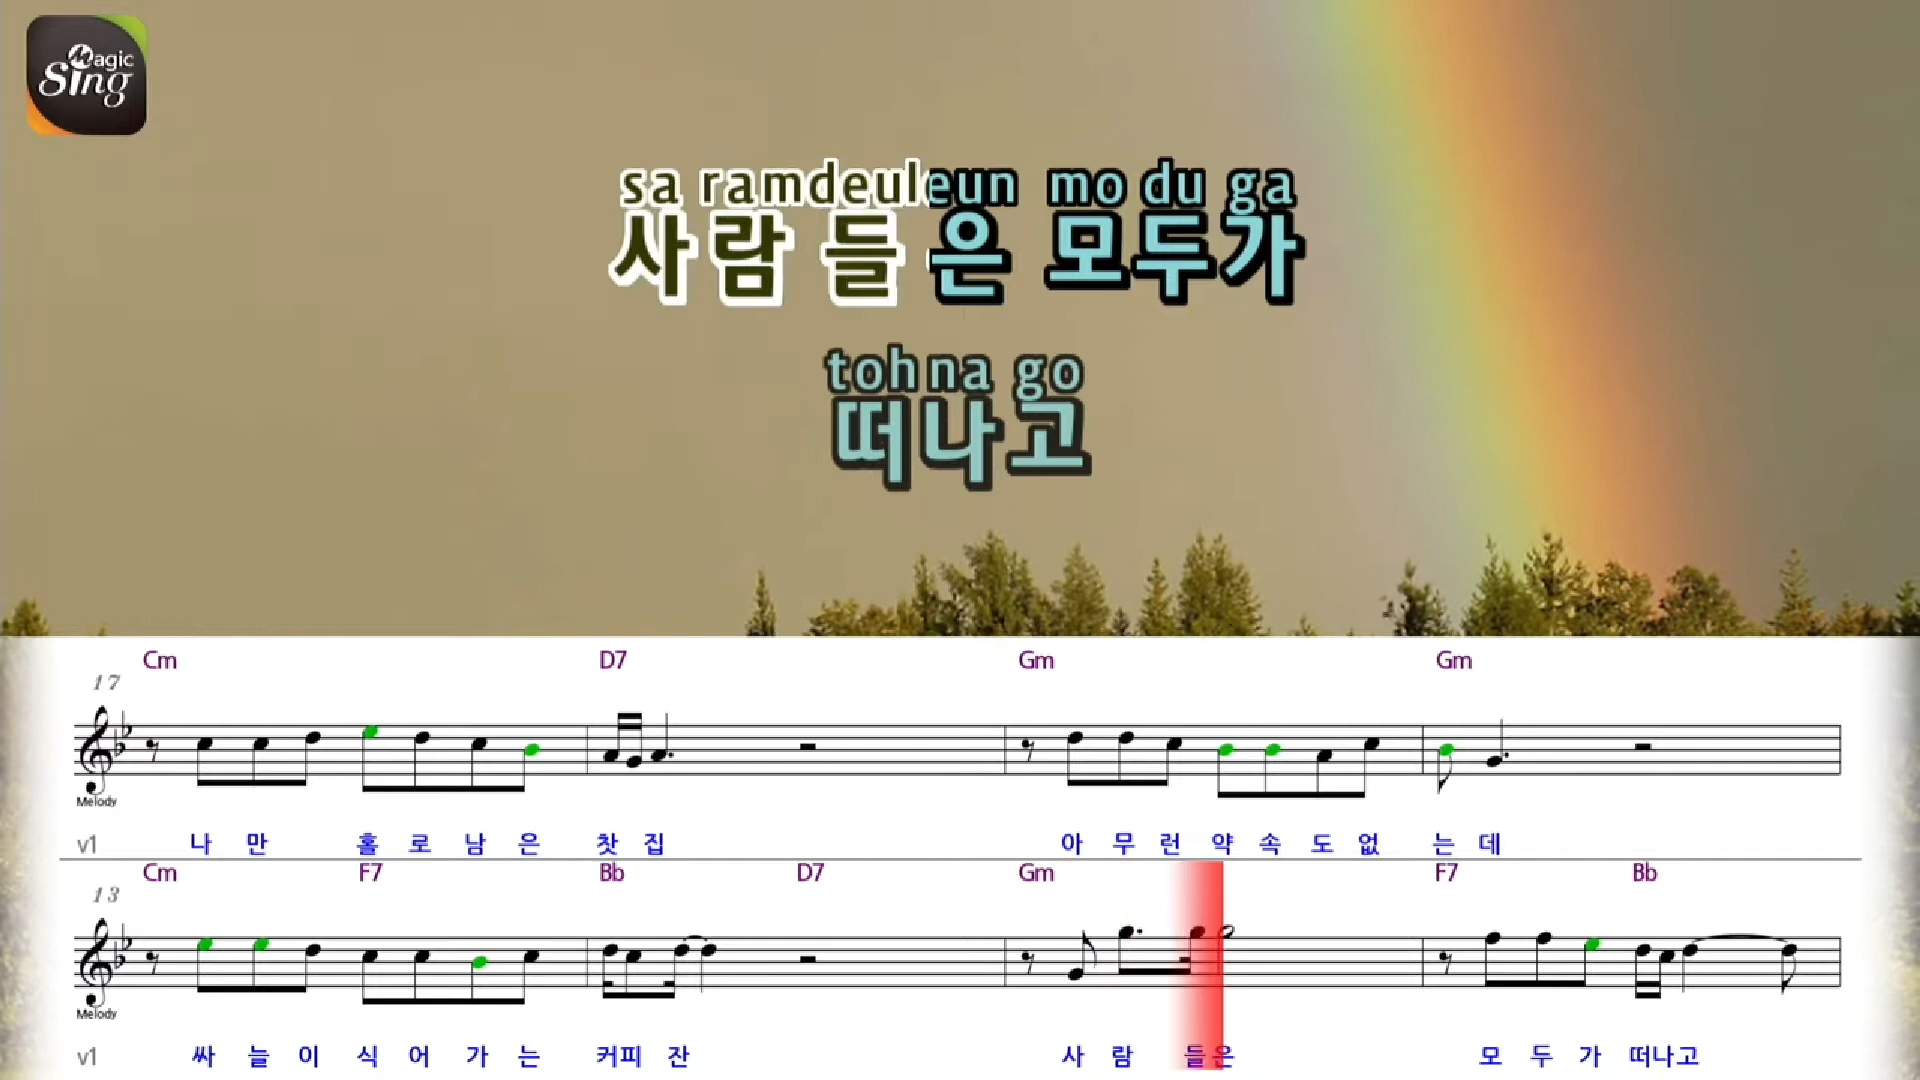 Magic
Sing
sa ramdeuleun mo du ga
사람 들 은 모두가
tohna go
떠나고
Cm D7 Gm Gm
17
Melody
v1 나 만 홀 로 남 은 찻 집 아 무 런 약 속 도 없 는 데
Cm F7 Bb D7 Gm F7 Bb
13
Melody
v1 싸 늘 이 식 어 가 는 커피 잔 사 람 들은 모 두 가 떠나고